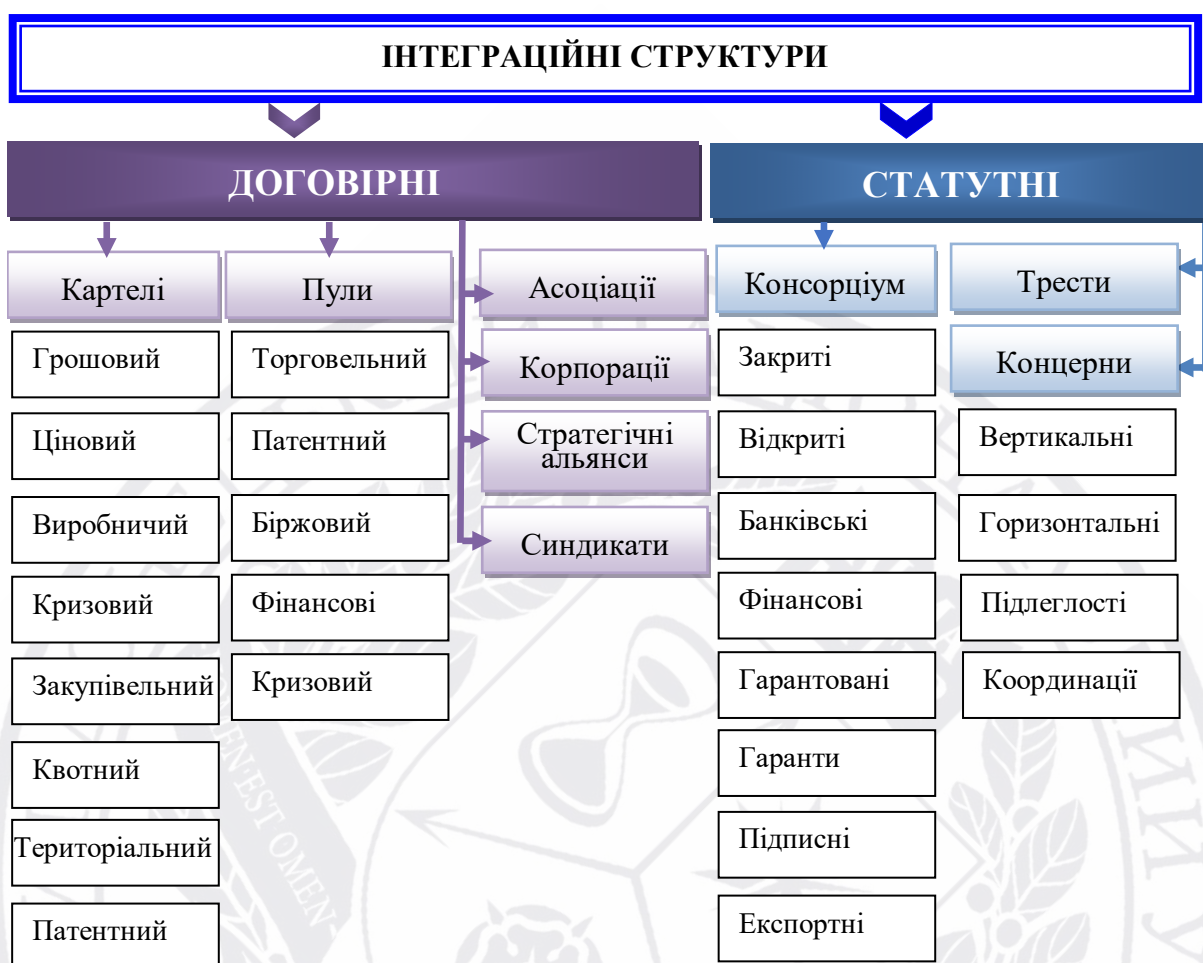 ІНТЕГРАЦІЙНІ СТРУКТУРИ
ДОГОВІРНІ
Картелі
Грошовий
Ціновий
Виробничий
Кризовий
Закупівельний
Квотний
Територіальний
Патентний
Пули
Торговельний
Патентний
Біржовий
Фінансові
Кризовий
Асоціації
Корпорації
Стратегічні
альянси
Синдикати
СТАТУТНІ
Консорціум
Закриті
Відкриті
Банківські
Фінансові
Гарантовані
Гаранти
Підписні
Експортні
Трести
Концерни
Вертикальні
Горизонтальні
Підлеглості
Координації